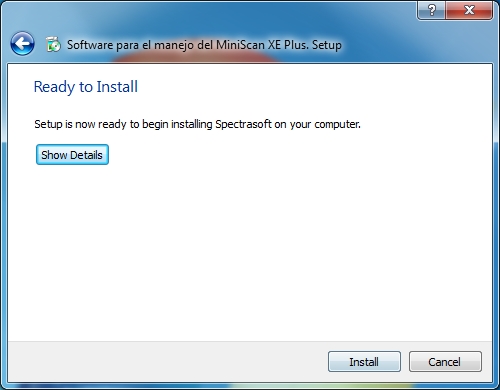 Software para el manejo del MiniScan XE Plus. Setup
Ready to Install
Setup is now ready to begin installing Spectrasoft on your computer.
Show Details
Install
Cancel